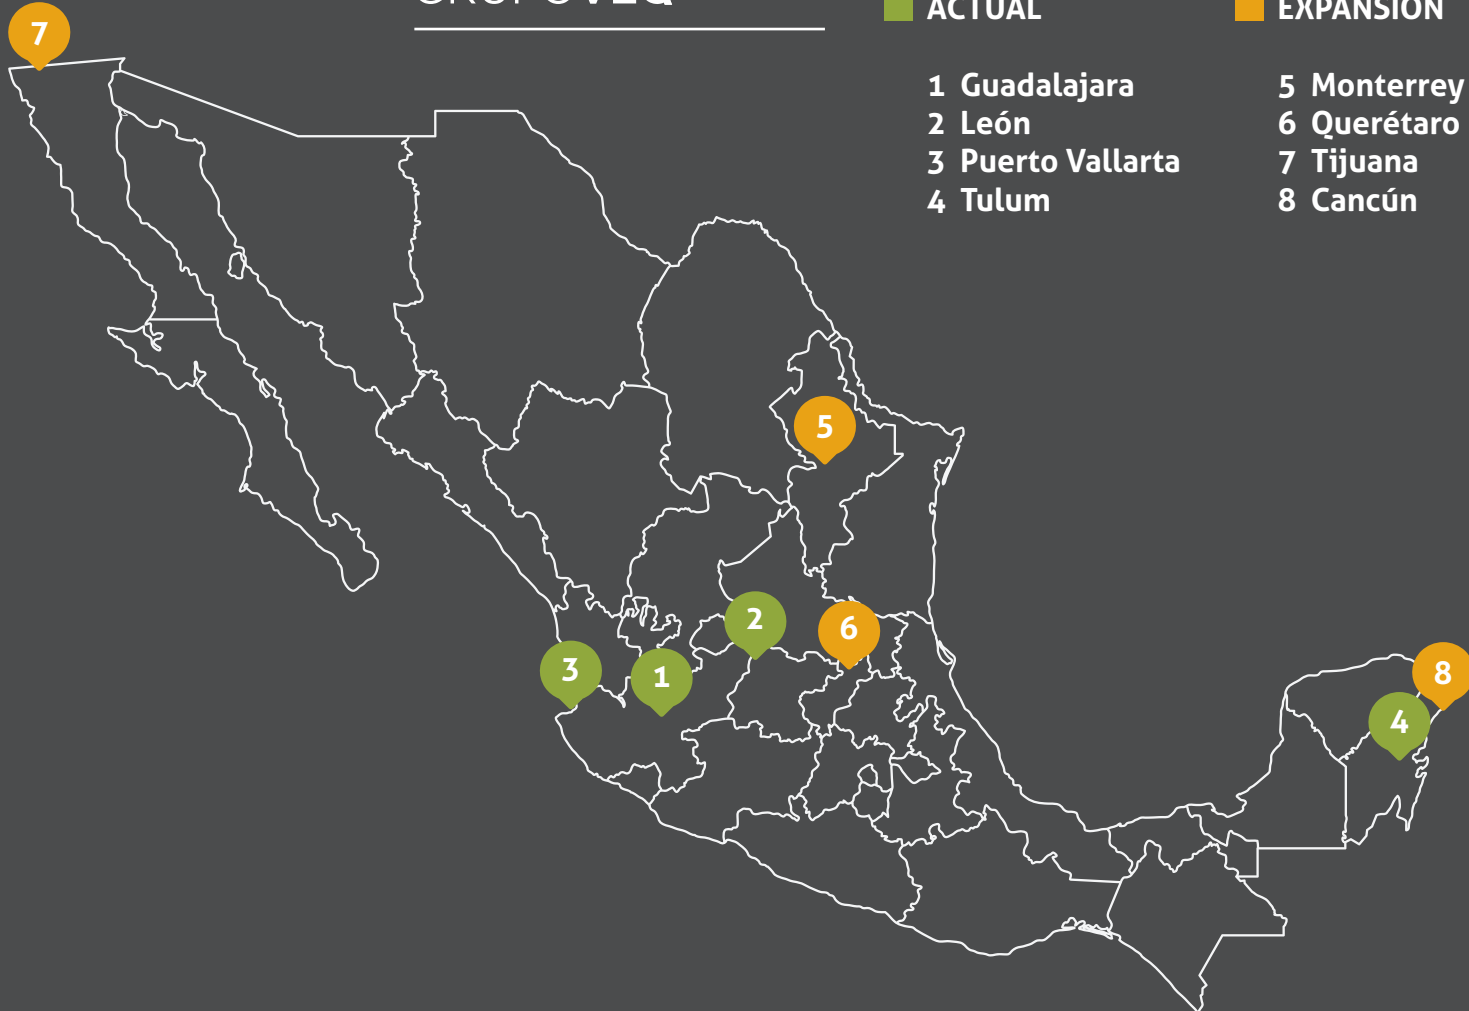 GRUPOVEQ
ACTUAL
1 Guadalajara
2 León
3 Puerto Vallarta
4 Tulum
EXPANSIÓN
5 Monterrey
6 Querétaro
7 Tijuana
8 Cancún
7
5
2
6
3
1
8
4